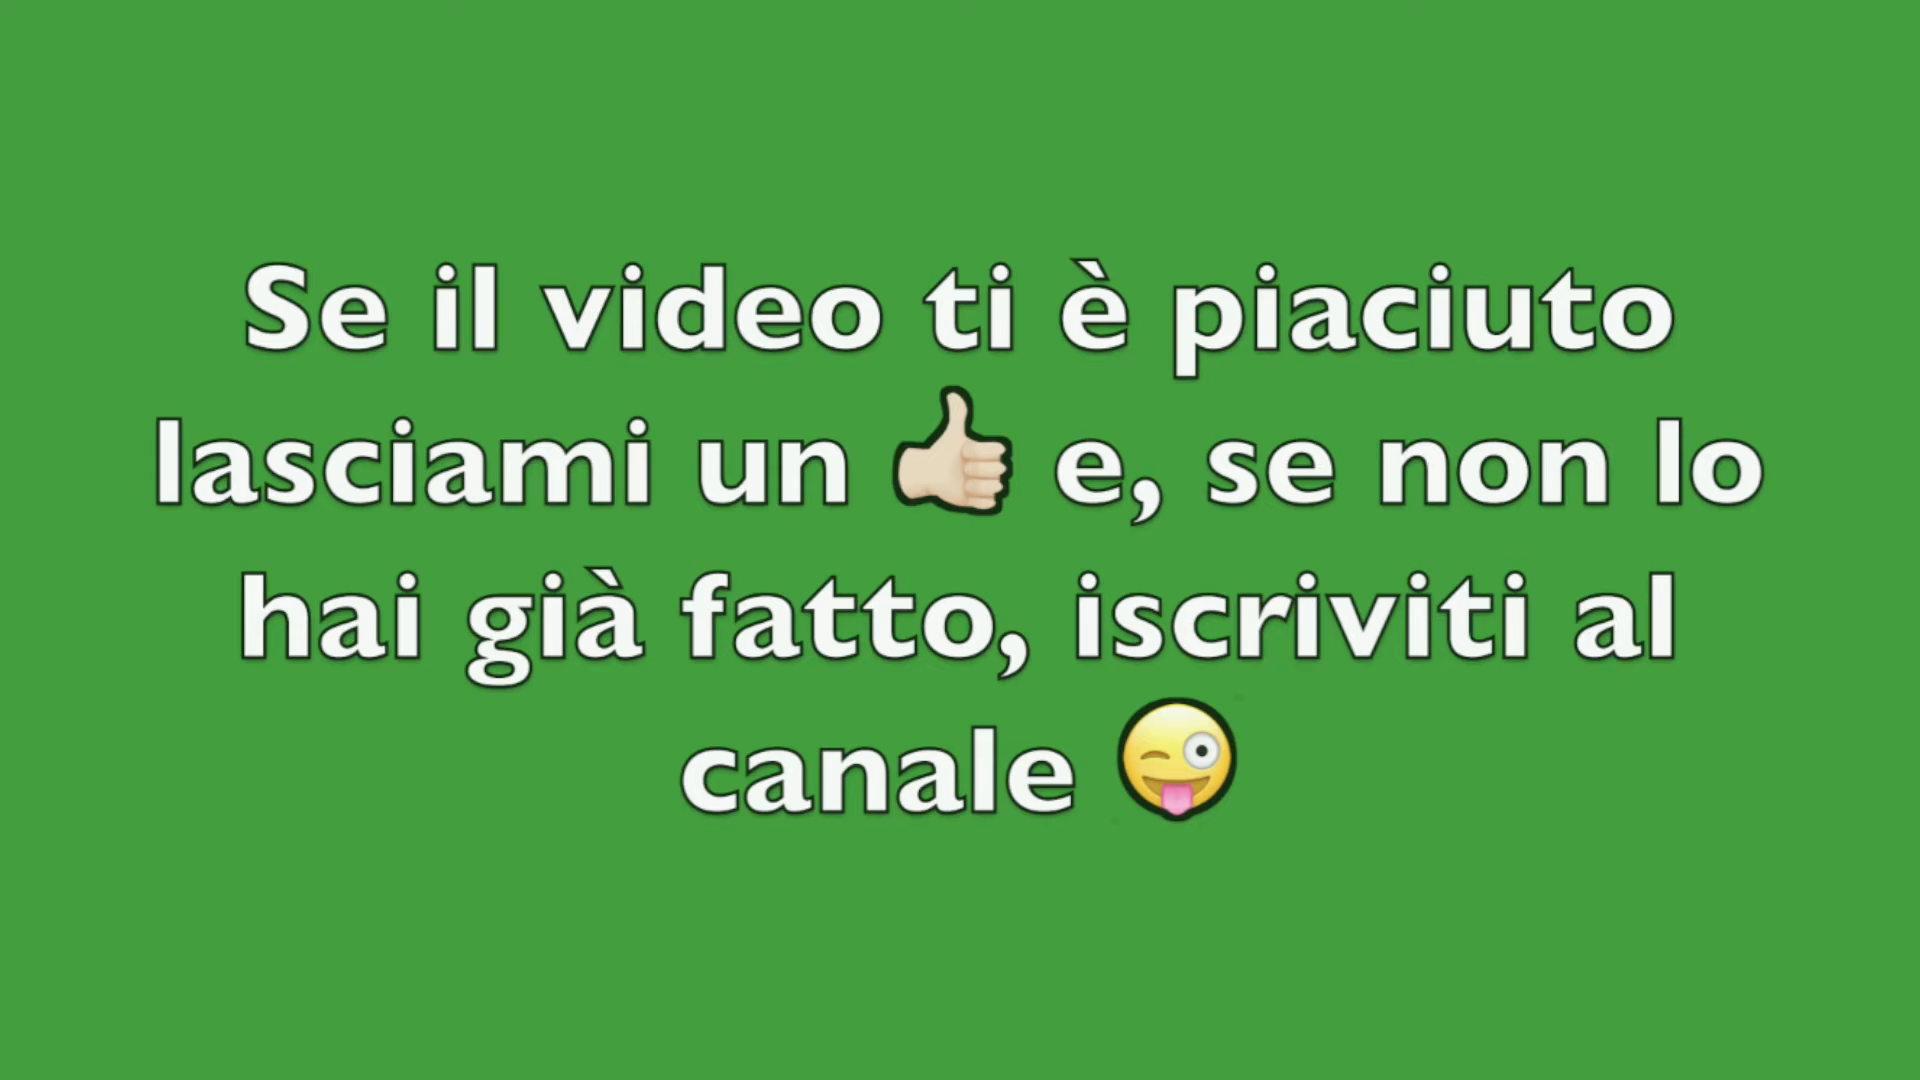 Se il video ti è piaciuto
lasciami un 👍🏻 e, se non lo
hai già fatto, iscriviti al
canale 😜